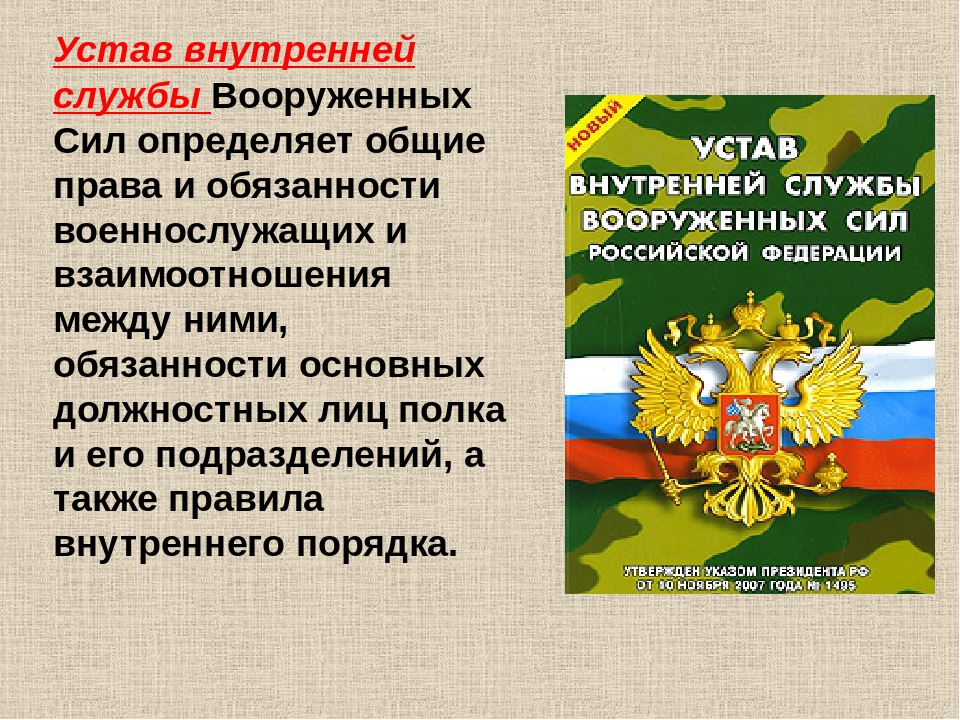 Устав внутренней
службы Вооруженных
Сил определяет общие
права и обязанности
военнослужащих и
взаимоотношения
между ними,
обязанности основных
должностных лиц полка
и его подразделений, а
также правила
внутреннего порядка.
НОВЫЙ
УСТАВ
ВНУТРЕННЕЙ СЛУЖБЫ
ВООРУЖЕННЫХ СИЛ
РОССИЙСКОЙ ФЕДЕРАЦИИ
УТВЕРЖДЕН УКАЗОМ ПРЕЗИДЕНТА РФ
ОТ 10 НОЯБРЯ 2007 ГОДА № 1495